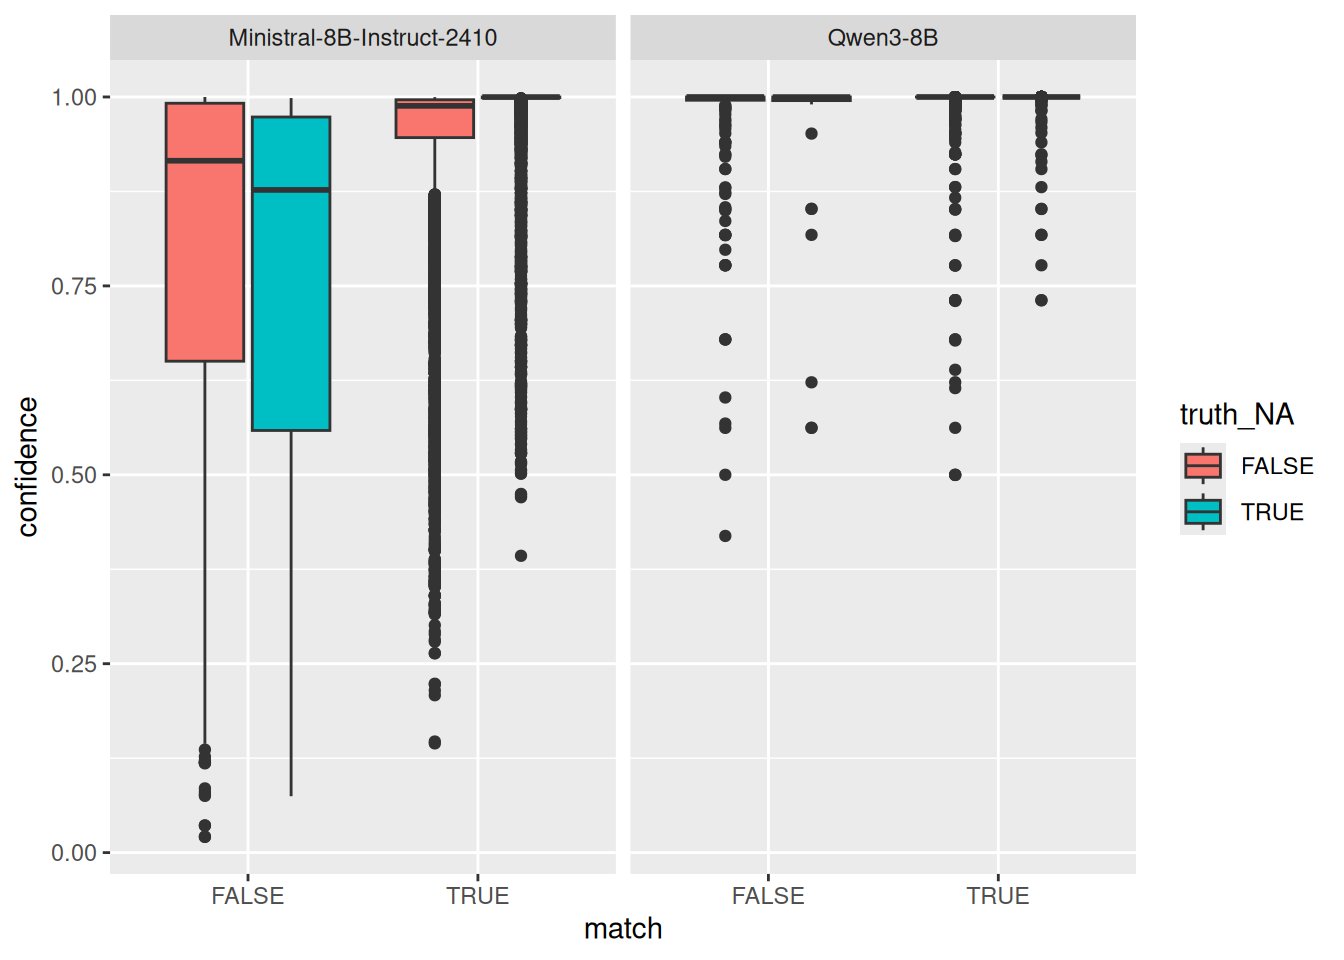 Ministral-8B-Instruct-2410
Qwen3-8B
1.00
0.75
0.50
0.25
0.00
confidence
FALSE
TRUE
FALSE
TRUE
match
truth_NA
FALSE
TRUE